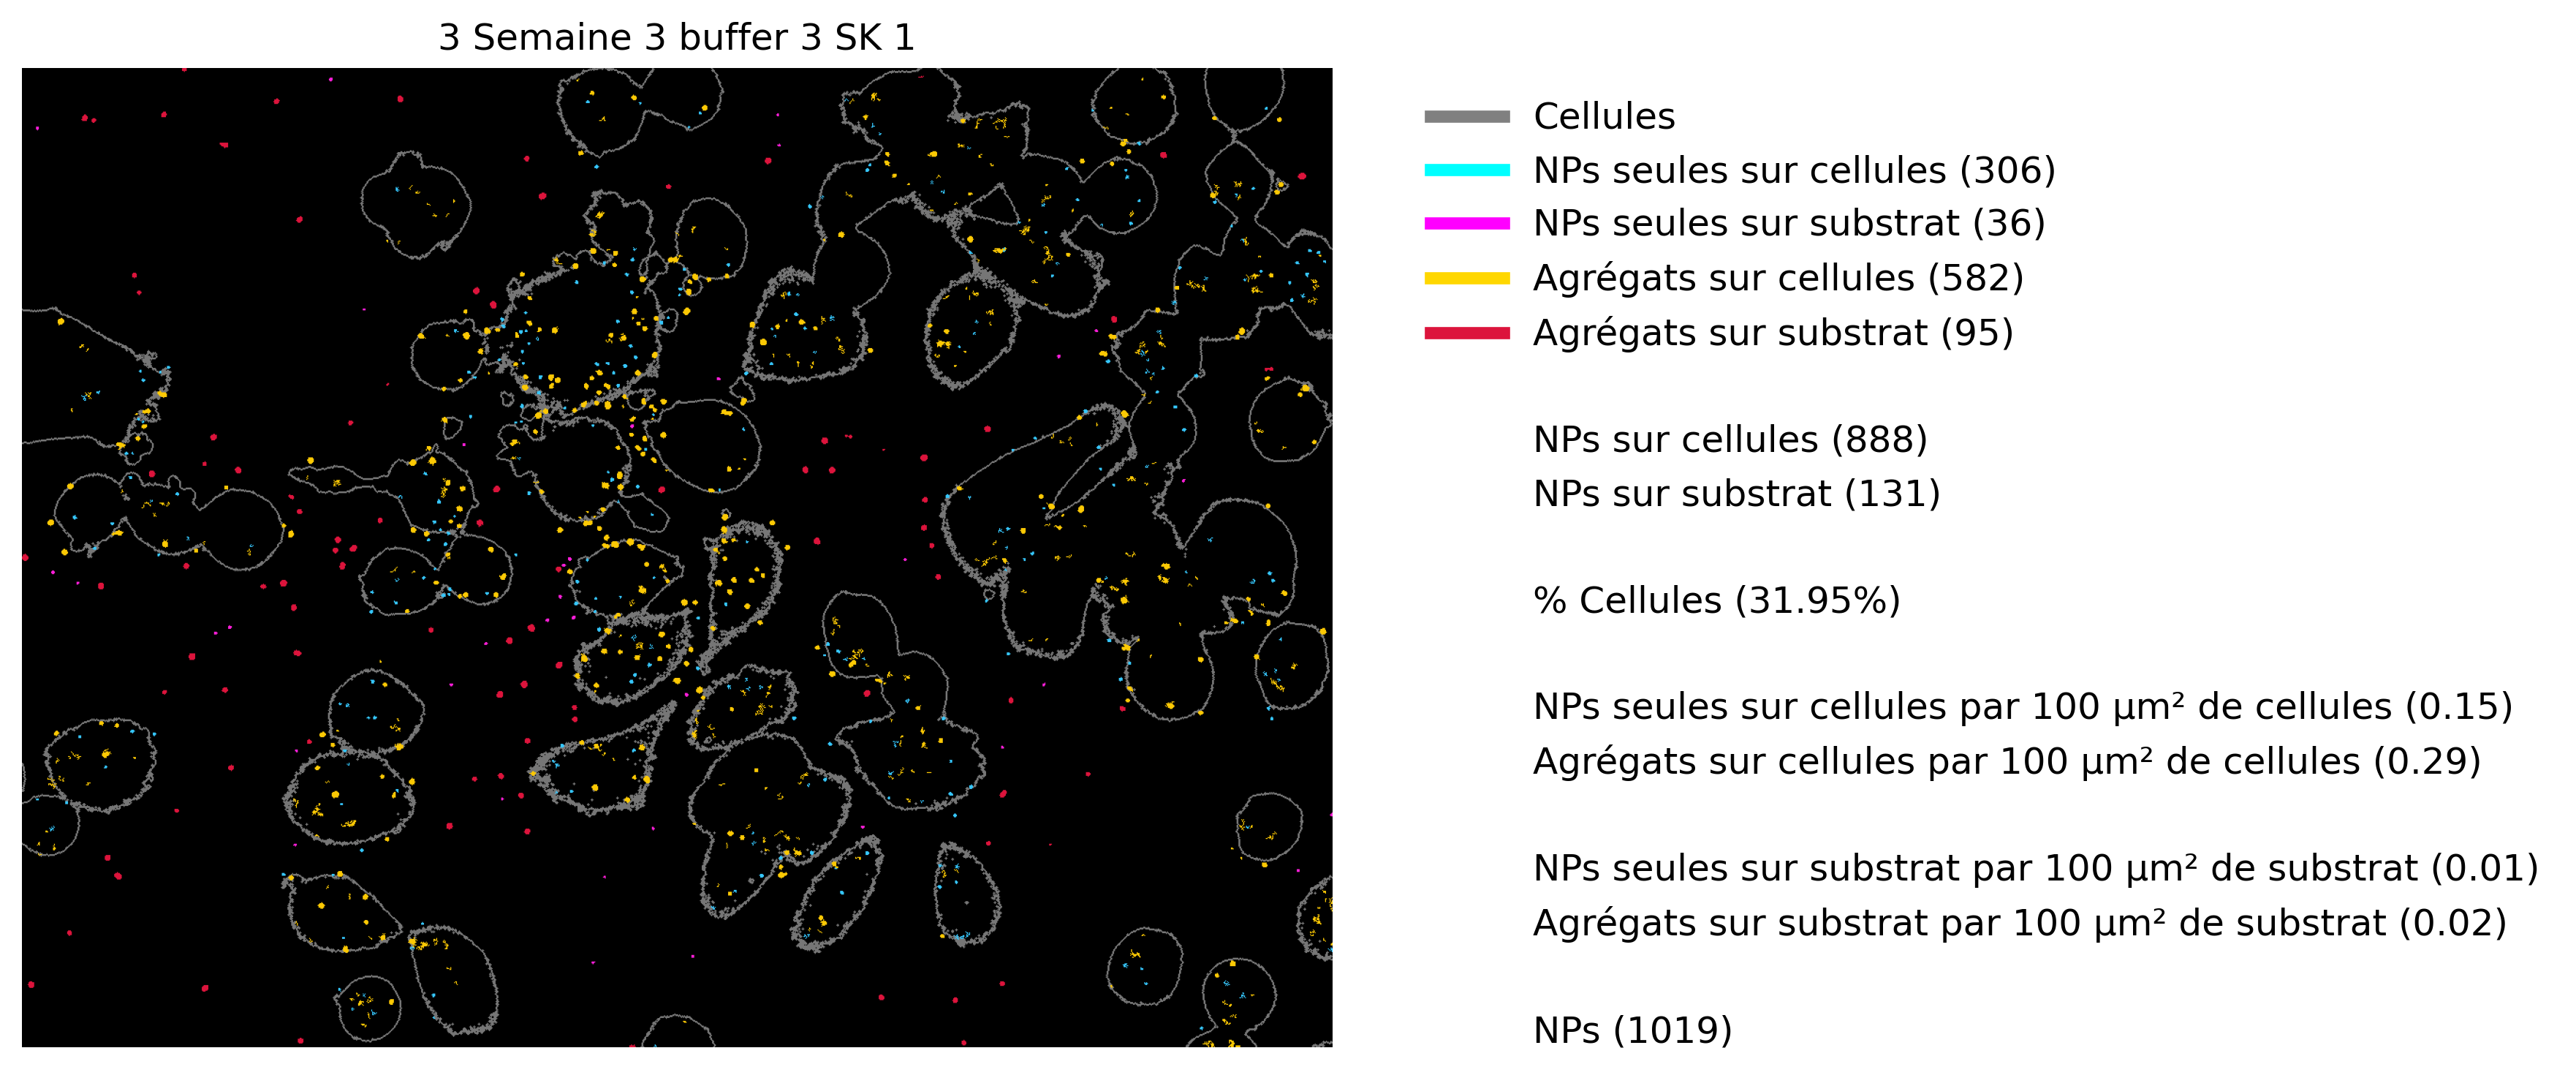 3 Semaine 3 buffer 3 SK 1
Cellules
NPs seules sur cellules (306)
NPs seules sur substrat (36)
Agrégats sur cellules (582)
Agrégats sur substrat (95)
NPs sur cellules (888)
NPs sur substrat (131)
% Cellules (31.95%)
NPs seules sur cellules par 100 µm² de cellules (0.15)
Agrégats sur cellules par 100 µm² de cellules (0.29)
NPs seules sur substrat par 100 µm² de substrat (0.01)
Agrégats sur substrat par 100 µm² de substrat (0.02)
NPs (1019)